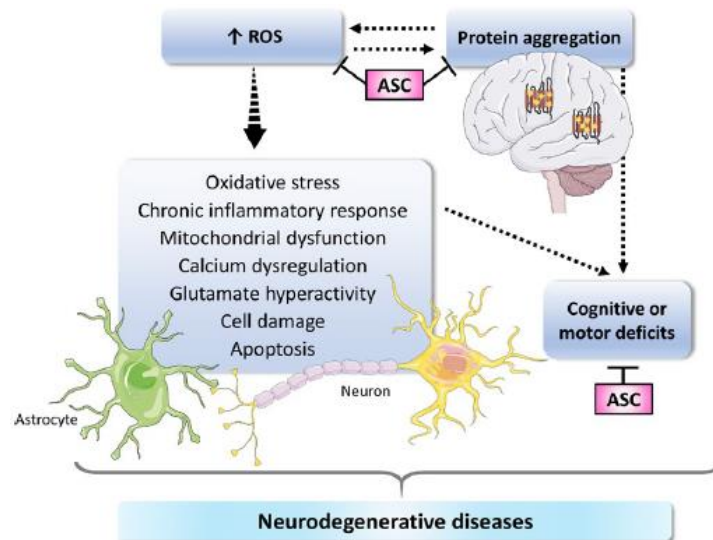 ↑ ROS
Protein aggregation
ASC
Oxidative stress
Chronic inflammatory response
Mitochondrial dysfunction
Calcium dysregulation
Glutamate hyperactivity
Cell damage
Apoptosis
Cognitive or
motor deficits
Neuron
ASC
Astrocyte
Neurodegenerative diseases